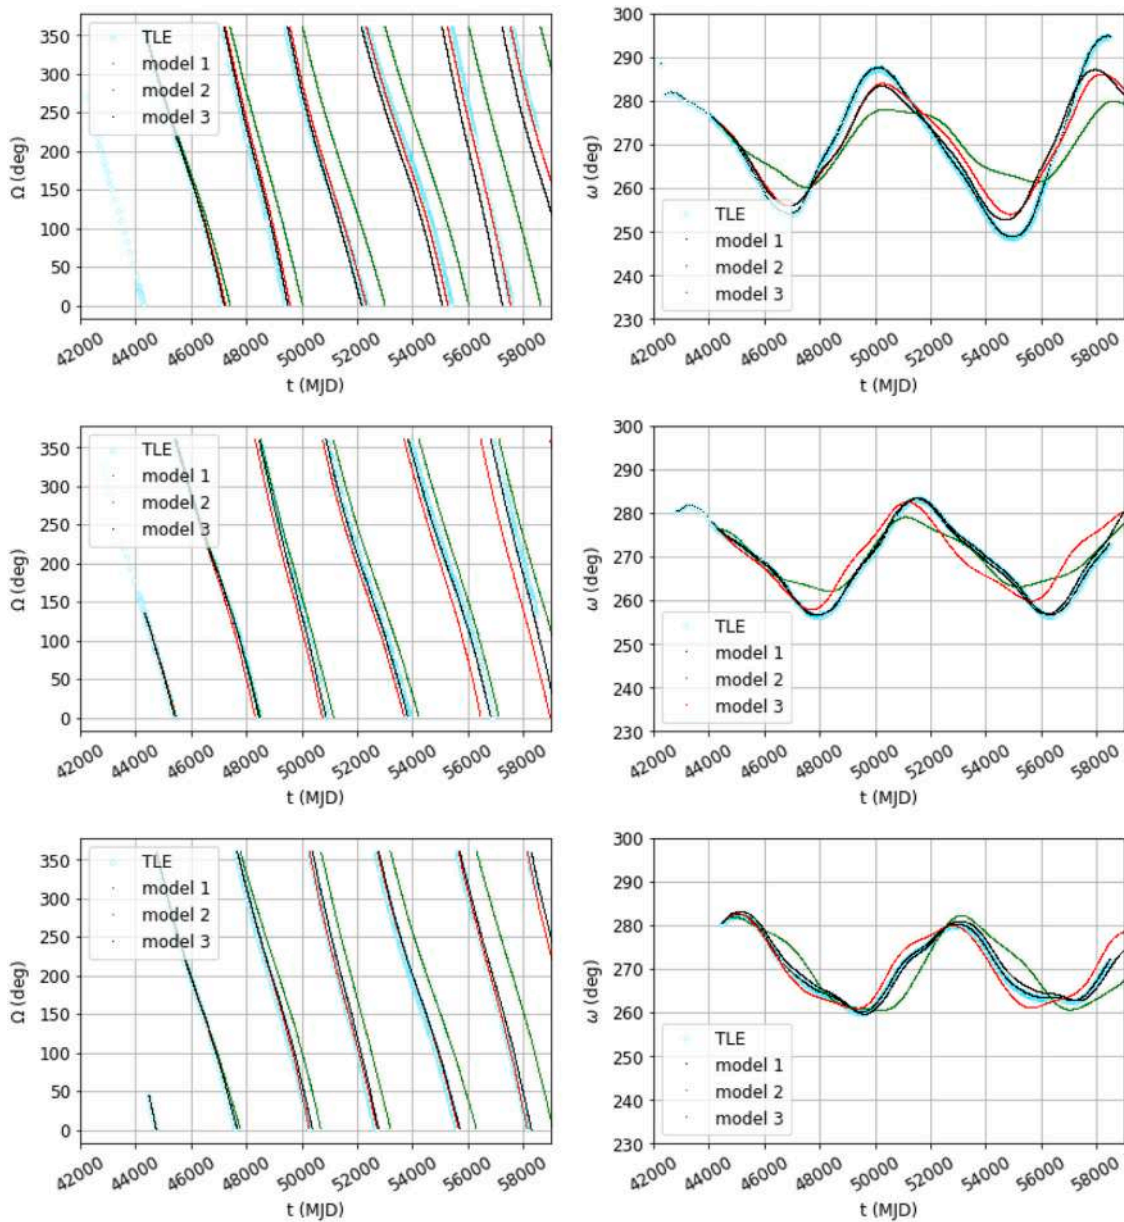 350
300
250
200
150
100
50
0
Ω (deg)
TLE
model 1
model 2
model 3
42000
44000
46000
48000
50000
52000
54000
56000
58000
t (MJD)
300
290
280
270
260
250
240
230
ω (deg)
TLE
model 1
model 2
model 3
42000
44000
46000
48000
50000
52000
54000
56000
58000
t (MJD)
350
300
250
200
150
100
50
0
Ω (deg)
TLE
model 1
model 2
model 3
42000
44000
46000
48000
50000
52000
54000
56000
58000
t (MJD)
300
290
280
270
260
250
240
230
ω (deg)
TLE
model 1
model 2
model 3
42000
44000
46000
48000
50000
52000
54000
56000
58000
t (MJD)
350
300
250
200
150
100
50
0
Ω (deg)
TLE
model 1
model 2
model 3
42000
44000
46000
48000
50000
52000
54000
56000
58000
t (MJD)
300
290
280
270
260
250
240
230
ω (deg)
TLE
model 1
model 2
model 3
42000
44000
46000
48000
50000
52000
54000
56000
58000
t (MJD)